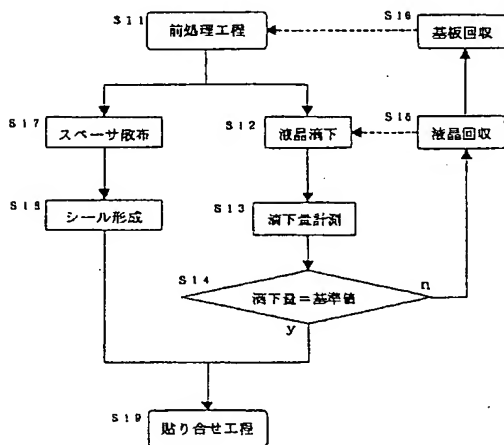 S11
前処理工程
S16
基板回収
S17
スペーサ散布
S12
液晶滴下
S15
液晶回収
S18
シール形成
S13
滴下量計測
S14
滴下量=基準値
n
y
S19
貼り合せ工程